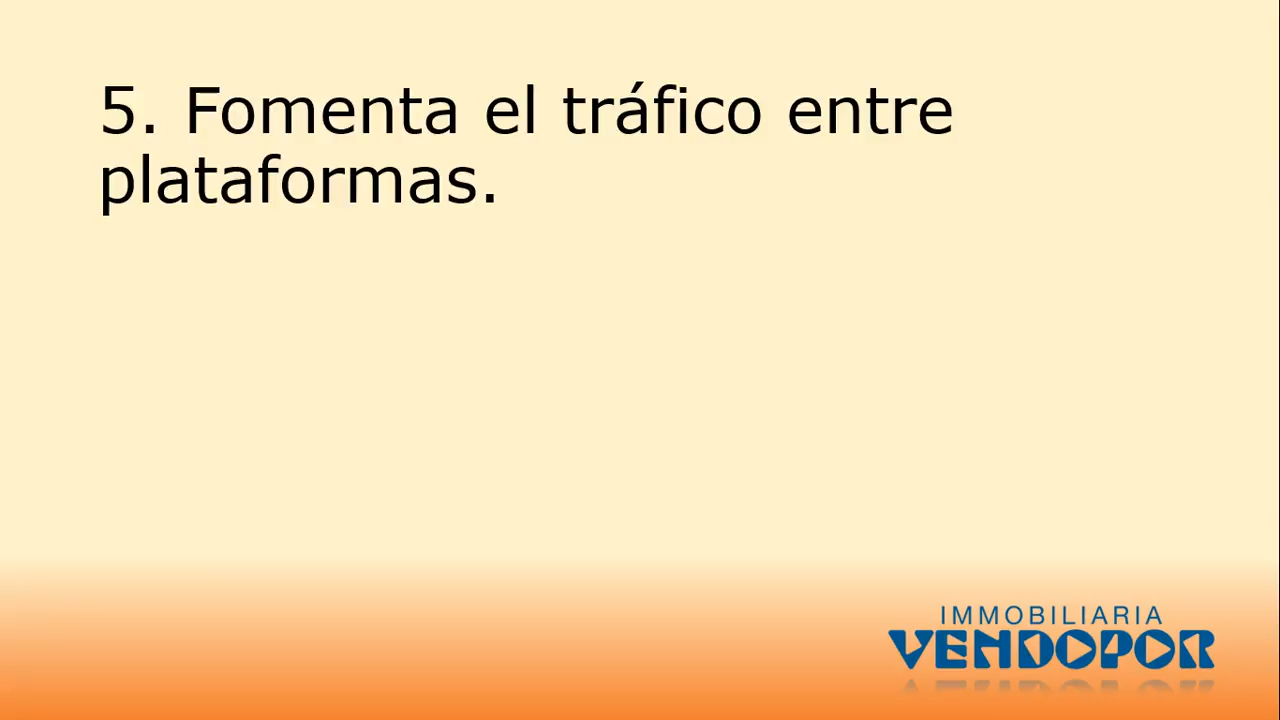 5. Fomenta el tráfico entre
plataformas.
IMMOBILIARIA
VENDOPOR